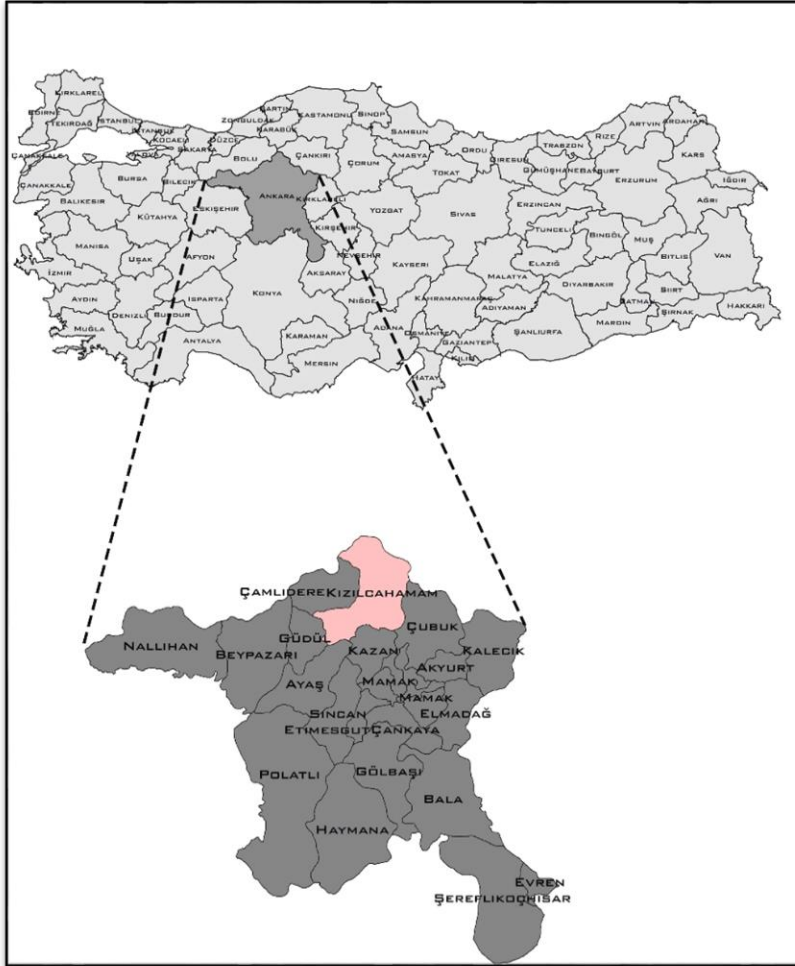 KIRKLARELİ
EDİRNE
TEKİRDAĞ
İSTANBUL
İSTANBUL
KOCAELİ
YALOVA
SAKARYA
DÜZCE
ZONGULDAK
BARTIN
KARABÜK
KASTAMONU
SİNOP
SAMSUN
ORDU
GİRESUN
TRABZON
RİZE
ARTVİN
ARDAHAN
KARS
ÇANAKKALE
ÇANAKKALE
BURSA
BİLECİK
BOLU
ÇANKIRI
ÇORUM
AMASYA
TOKAT
GÜMÜŞHANE
BAYBURT
ERZURUM
IĞDIR
AĞRI
BALIKESİR
KÜTAHYA
ESKİŞEHİR
ANKARA
KIRKLARELİ
KIRŞEHİR
YOZGAT
SİVAS
ERZİNCAN
TUNCELİ
BİNGÖL
MUŞ
BİTLİS
VAN
MANİSA
UŞAK
AFYON
NEVŞEHİR
AKSARAY
KAYSERİ
MALATYA
ELAZIĞ
DİYARBAKIR
BATMAN
SİİRT
ŞIRNAK
HAKKARİ
İZMİR
AYDIN
DENİZLİ
ISPARTA
BURDUR
KONYA
NİĞDE
KAHRAMANMARAŞ
ADIYAMAN
ŞANLIURFA
MARDİN
MUĞLA
ANTALYA
KARAMAN
MERSİN
ADANA
OSMANİYE
GAZİANTEP
KİLİS
HATAY
ÇAMLIDERE
KIZILCAHAMAM
NALLIHAN
BEYPAZARI
GÜDÜL
KAZAN
ÇUBUK
KALECİK
AYAŞ
MAMAK
AKYURT
MAMAK
SİNCAN
ELMADAĞ
ETİMESGUT
ÇANKAYA
POLATLI
GÖLBAŞI
BALA
HAYMANA
EVREN
ŞEREFLİKOÇHİSAR